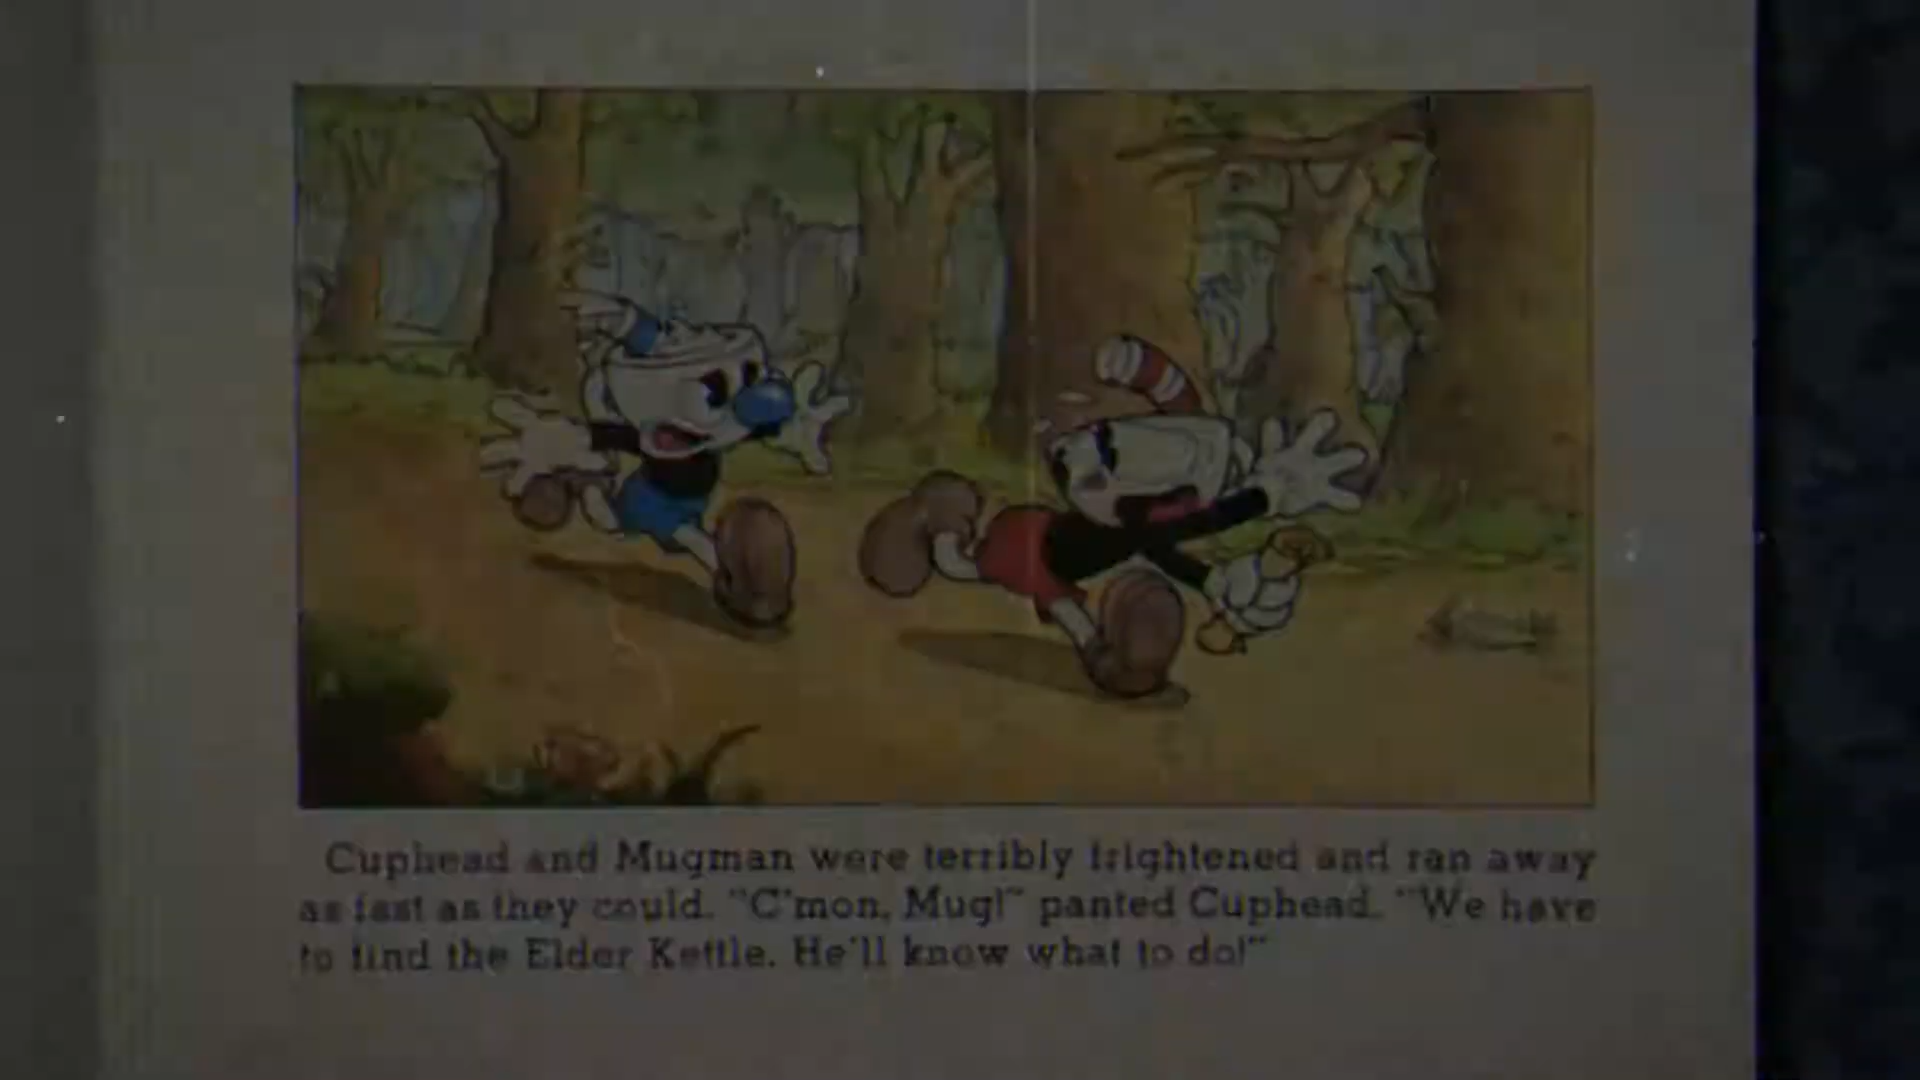 Cuphead and Mugman were terribly frightened and ran away
as fast as they could. "C'mon, Mug!" panted Cuphead. "We have
to find the Elder Kettle. He'll know what to do!"